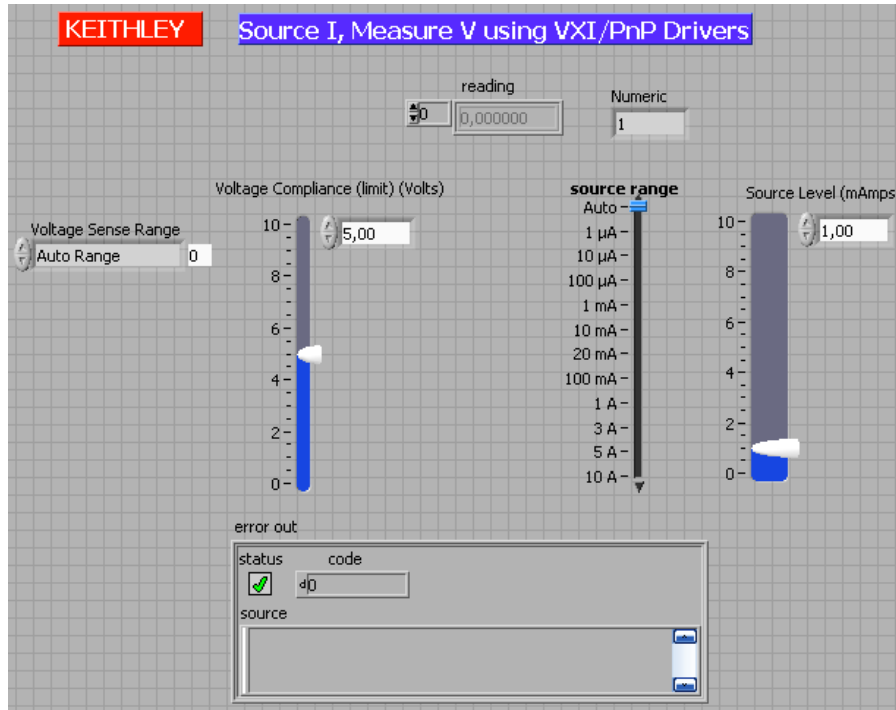 KEITHLEY
Source I, Measure V using VXI/PnP Drivers
reading
0
0,000000
Numeric
1
Voltage Sense Range
Auto Range 0
Voltage Compliance (limit) (Volts)
5,00
10
8
6
4
2
0
source range
Auto
1 µA
10 µA
100 µA
1 mA
10 mA
20 mA
100 mA
1 A
3 A
5 A
10 A
Source Level (mAmps
1,00
10
8
6
4
2
0
error out
status code
d0
source